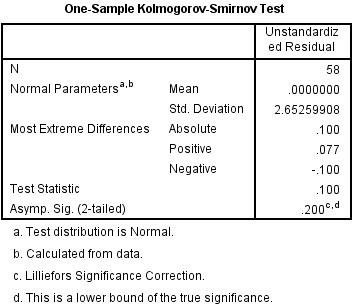 One-Sample Kolmogorov-Smirnov Test
Unstandardiz
ed Residual
N 58
Normal Parametersa,b Mean .0000000
Std. Deviation 2.65259908
Most Extreme Differences Absolute .100
Positive .077
Negative -.100
Test Statistic .100
Asymp. Sig. (2-tailed) .200c,d
a. Test distribution is Normal.
b. Calculated from data.
c. Lilliefors Significance Correction.
d. This is a lower bound of the true significance.